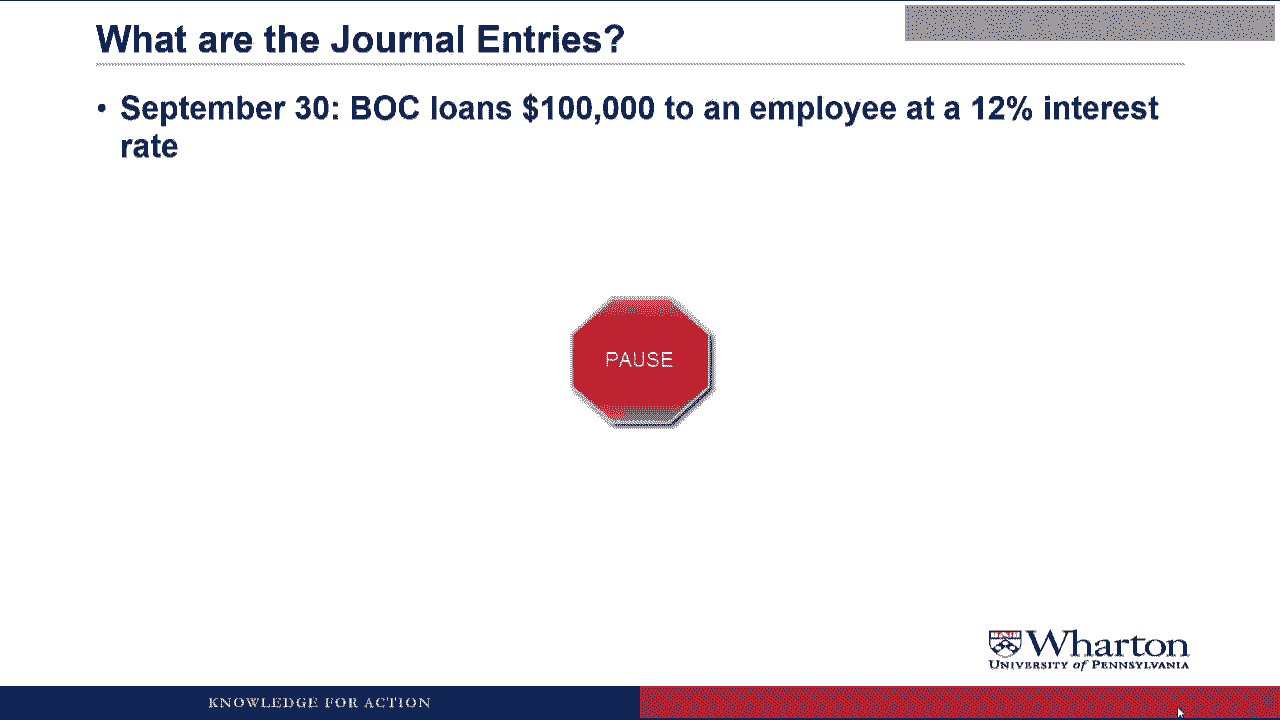 What are the Journal Entries?
• September 30: BOC loans $100,000 to an employee at a 12% interest
rate
PAUSE
Wharton
UNIVERSITY of PENNSYLVANIA
KNOWLEDGE FOR ACTION